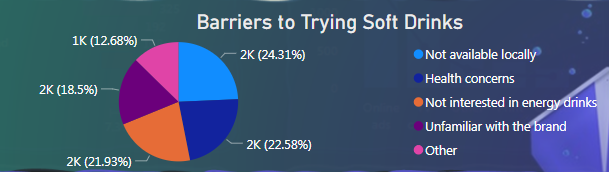 Barriers to Trying Soft Drinks
1K (12.68%)
2K (24.31%)
2K (18.5%)
2K (22.58%)
2K (21.93%)
Not available locally
Health concerns
Not interested in energy drinks
Unfamiliar with the brand
Other